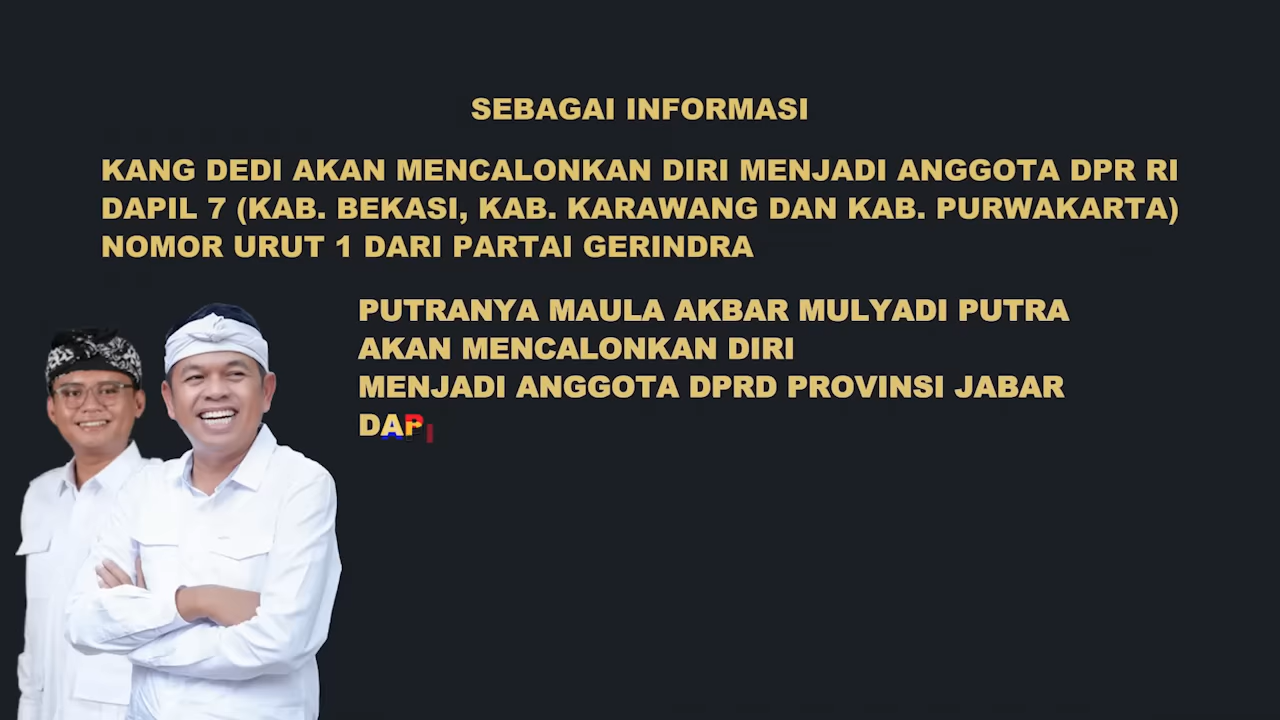 SEBAGAI INFORMASI
KANG DEDI AKAN MENCALONKAN DIRI MENJADI ANGGOTA DPR RI
DAPIL 7 (KAB. BEKASI, KAB. KARAWANG DAN KAB. PURWAKARTA)
NOMOR URUT 1 DARI PARTAI GERINDRA
PUTRANYA MAULA AKBAR MULYADI PUTRA
AKAN MENCALONKAN DIRI
MENJADI ANGGOTA DPRD PROVINSI JABAR
DAPI